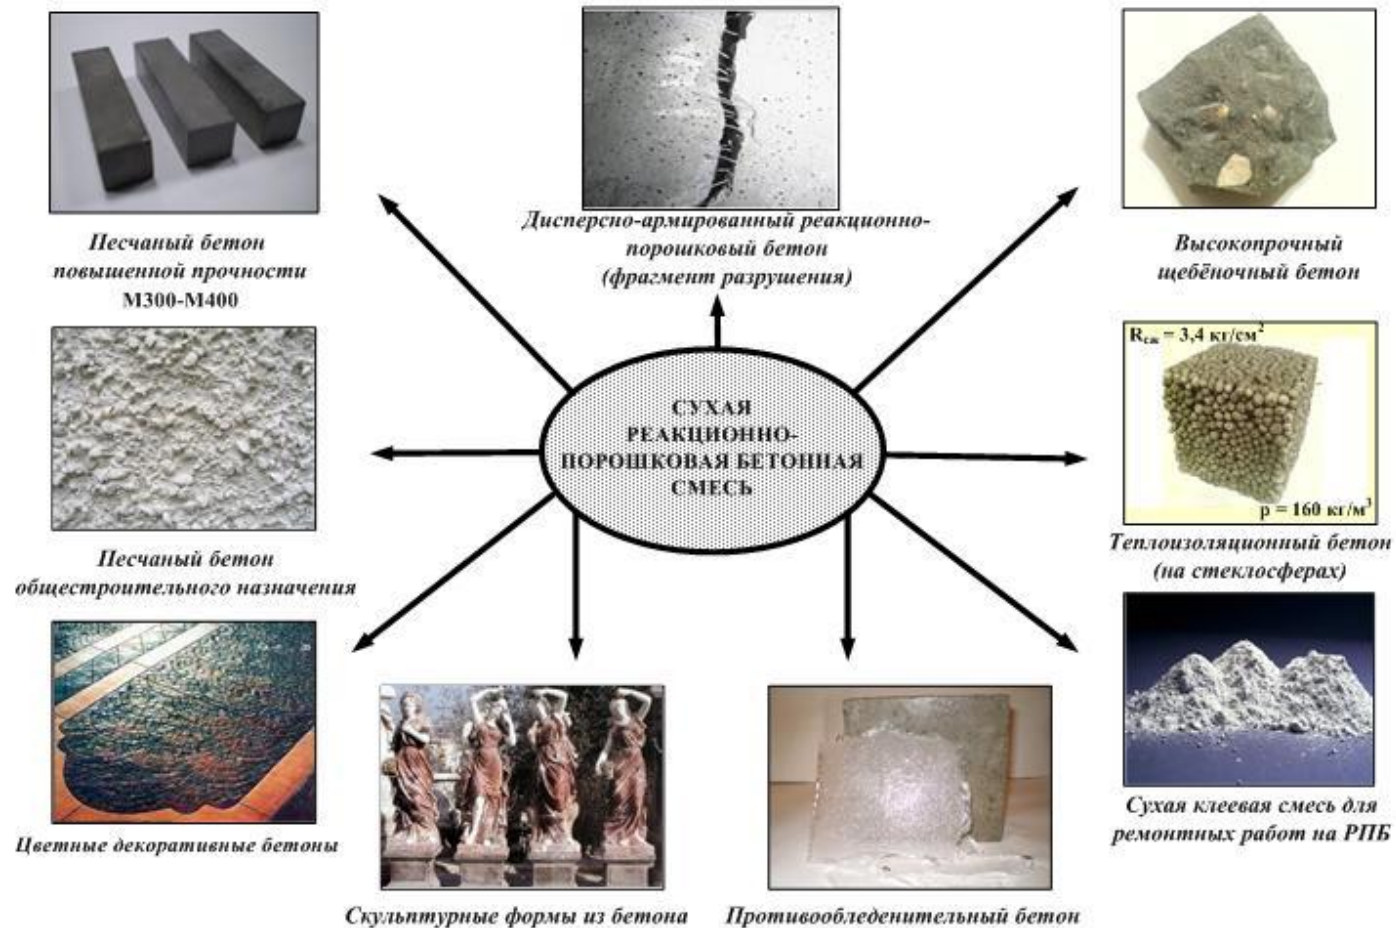 Песчаный бетон
повышенной прочности
М300-М400
Дисперсно-армированный реакционно-
порошковый бетон
(фрагмент разрушения)
Высокопрочный
щебёночный бетон
СУХАЯ
РЕАКЦИОННО-
ПОРОШКОВАЯ БЕТОННАЯ
СМЕСЬ
Песчаный бетон
общестроительного назначения
Rсж = 3,4 кг/см²
р = 160 кг/м³
Теплоизоляционный бетон
(на стеклосферах)
Цветные декоративные бетоны
Сухая клеевая смесь для
ремонтных работ на РПБ
Скульптурные формы из бетона
Противообледенительный бетон